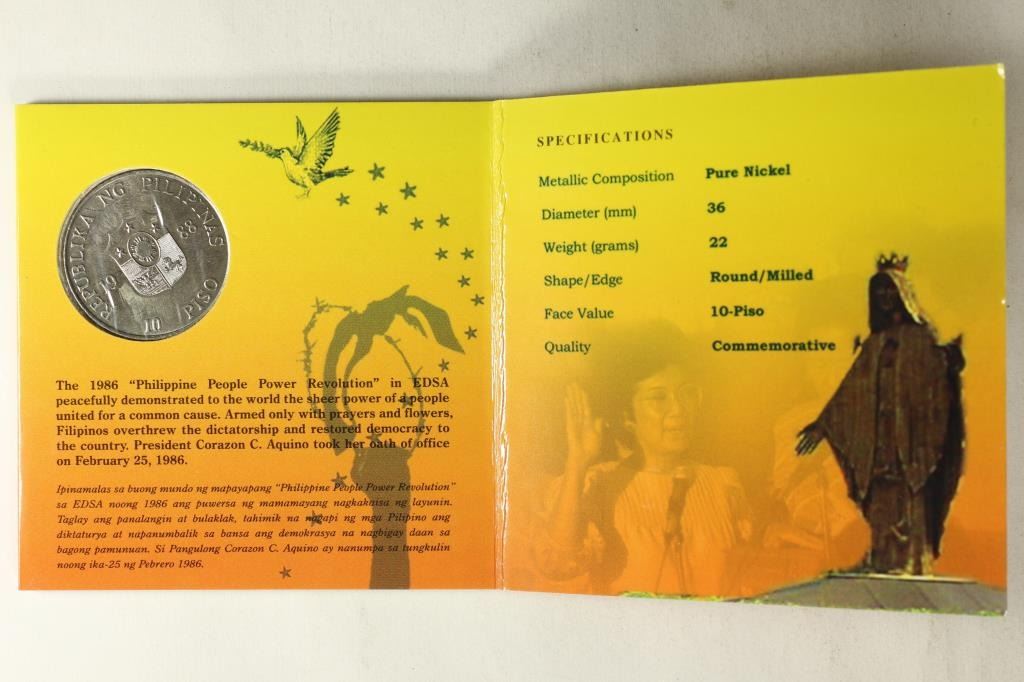 REPUBLIKA NG PILIPINAS
1988
10 PISO
The 1986 “Philippine People Power Revolution” in EDSA
peacefully demonstrated to the world the sheer power of a people
united for a common cause. Armed only with prayers and flowers,
Filipinos overthrew the dictatorship and restored democracy to
the country. President Corazon C. Aquino took her oath of office
on February 25, 1986.
Ipinamalas sa buong mundo ng mapayapang “Philippine People Power Revolution”
sa EDSA noong 1986 ang puwersa ng mamamayang nagkakaisa ng layunin.
Taglay ang panalangin at bulaklak, tahimik na nagapi ng mga Pilipino ang
diktaturya at napanumbalik sa bansa ang demokrasya na nagbigay daan sa
bagong pamunuan. Si Pangulong Corazon C. Aquino ay nanumpa sa tungkulin
noong ika-25 ng Pebrero 1986.
SPECIFICATIONS
Metallic Composition Pure Nickel
Diameter (mm) 36
Weight (grams) 22
Shape/Edge Round/Milled
Face Value 10-Piso
Quality Commemorative